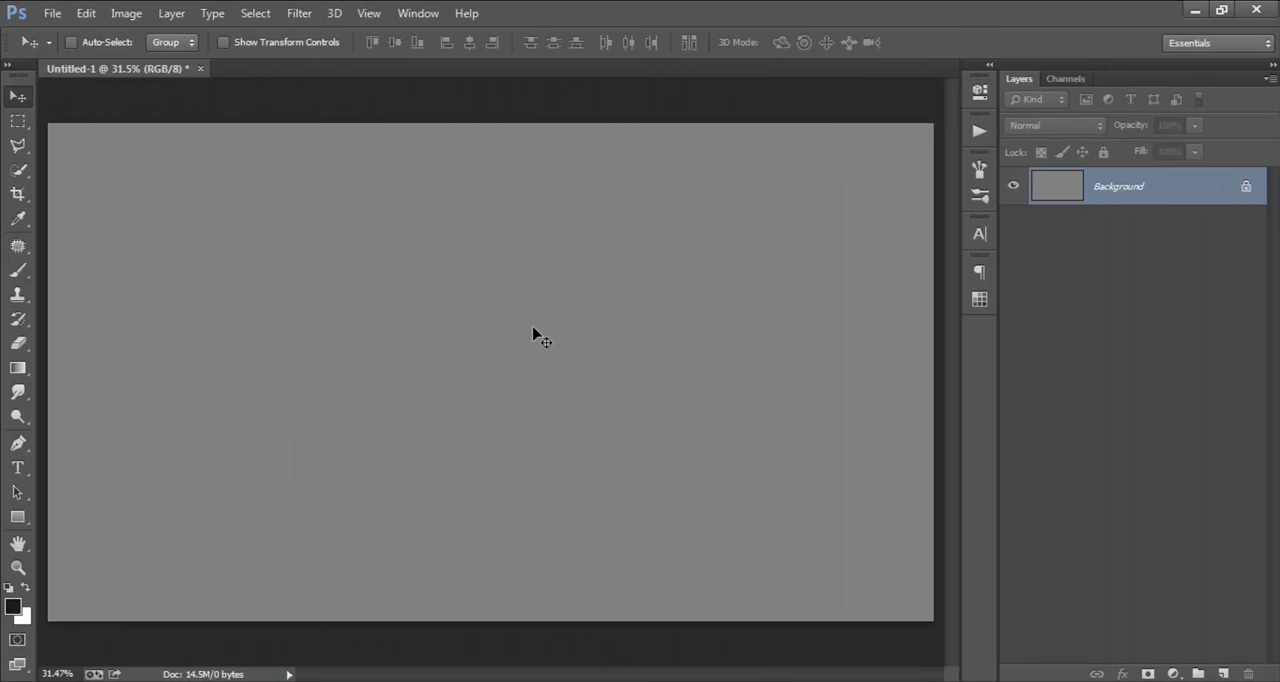 Ps File Edit Image Layer Type Select Filter 3D View Window Help
Auto-Select: Group Show Transform Controls 3D Mode: Essentials
Untitled-1 @ 31.5% (RGB/8) * ×
Layers Channels
Kind
Normal Opacity: 100%
Lock: Fill: 100%
Background
31.47% Doc: 14.5M/0 bytes